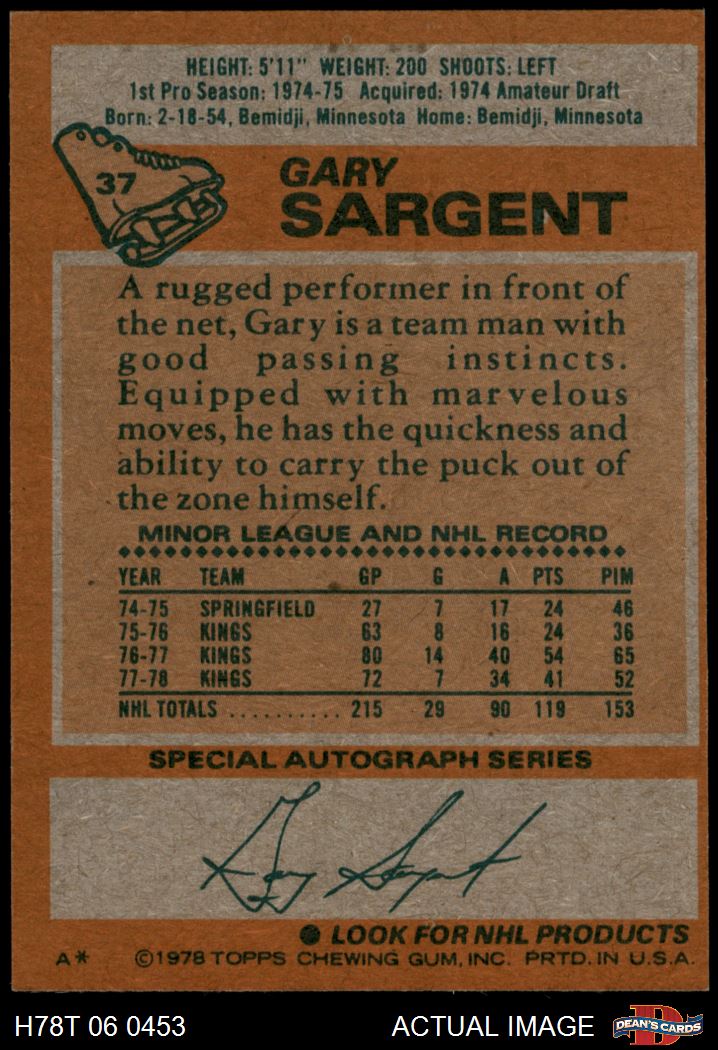 HEIGHT: 5'11" WEIGHT: 200 SHOOTS: LEFT
1st Pro Season: 1974-75 Acquired: 1974 Amateur Draft
Born: 2-18-54, Bemidji, Minnesota Home: Bemidji, Minnesota
37
GARY
SARGENT
A rugged performer in front of
the net, Gary is a team man with
good passing instincts.
Equipped with marvelous
moves, he has the quickness and
ability to carry the puck out of
the zone himself.
MINOR LEAGUE AND NHL RECORD
YEAR TEAM GP G A PTS PIM
74-75 SPRINGFIELD 27 7 17 24 46
75-76 KINGS 63 8 16 24 36
76-77 KINGS 80 14 40 54 65
77-78 KINGS 72 7 34 41 52
NHL TOTALS .......... 215 29 90 119 153
SPECIAL AUTOGRAPH SERIES
Gary Sargent
● LOOK FOR NHL PRODUCTS
A* ©1978 TOPPS CHEWING GUM, INC. PRTD. IN U.S.A.
H78T 06 0453 ACTUAL IMAGE D DEAN'S CARDS